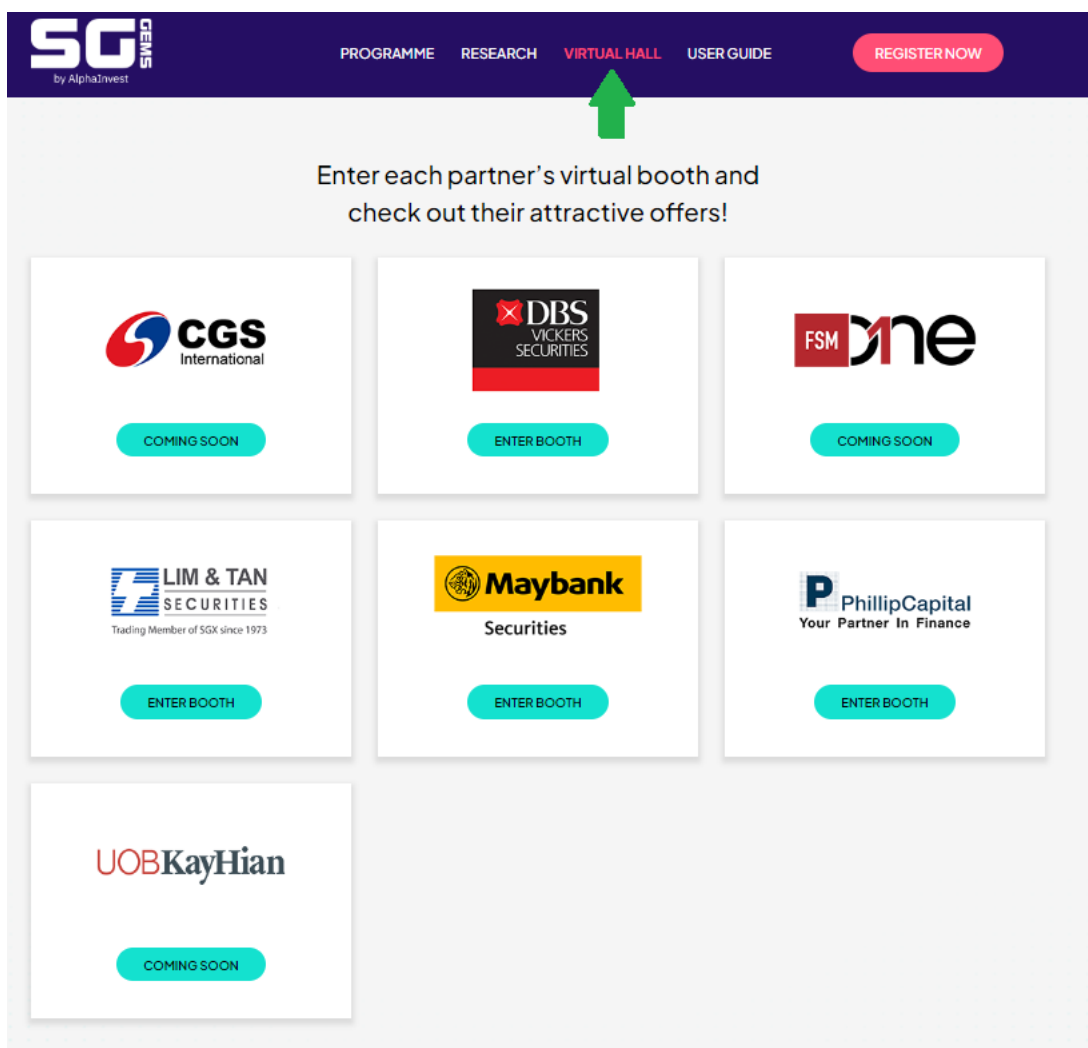 SG GEMS
by AlphaInvest
PROGRAMME RESEARCH VIRTUAL HALL USER GUIDE REGISTER NOW
Enter each partner’s virtual booth and
check out their attractive offers!
CGS
International
COMING SOON
DBS
VICKERS
SECURITIES
ENTER BOOTH
FSM One
COMING SOON
LIM & TAN
SECURITIES
Trading Member of SGX since 1973
ENTER BOOTH
Maybank
Securities
ENTER BOOTH
P PhillipCapital
Your Partner In Finance
ENTER BOOTH
UOBKayHian
COMING SOON